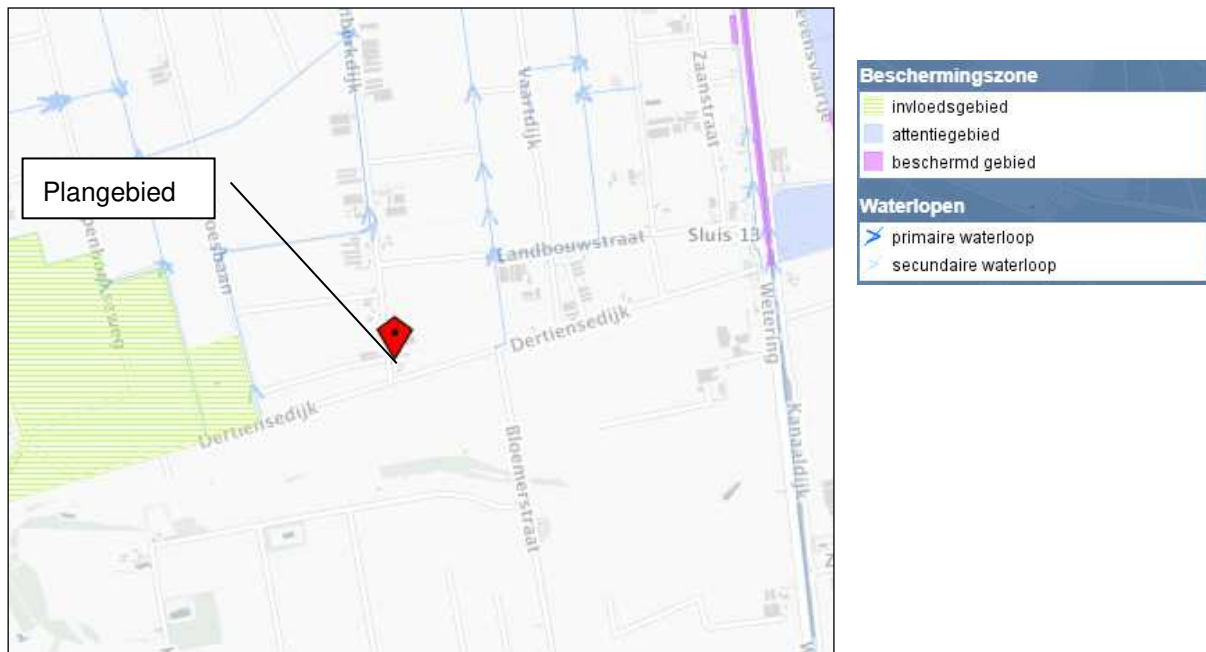 Plangebied
Vaartdijk
Zaanstraat
Landbouwstraat
Sluis 13
Dertiensedijk
Wetering
Dertiensedijk
Bloemerstraat
Kanaaldijk
Beschermingszone
invloedsgebied
attentiegebied
beschermd gebied
Waterlopen
primaire waterloop
secundaire waterloop